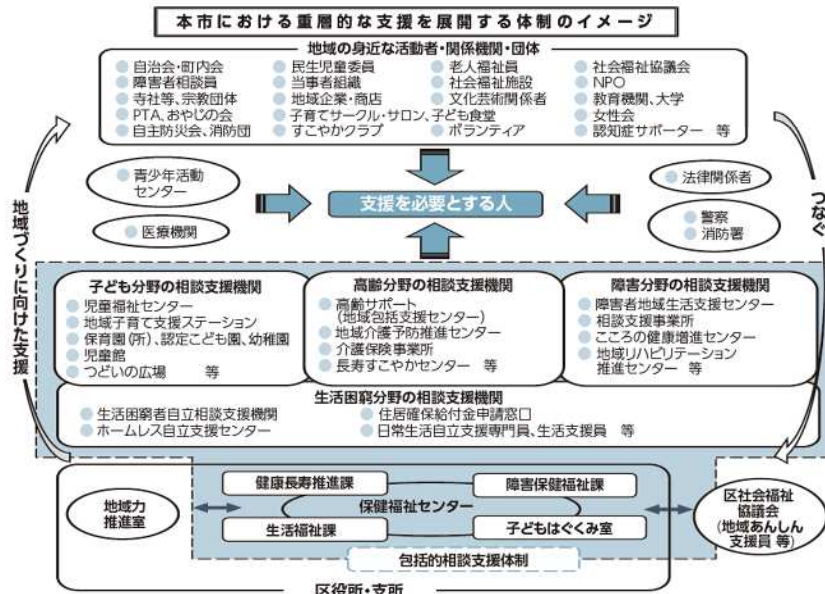 本市における重層的な支援を展開する体制のイメージ
地域の身近な活動者・関係機関・団体
自治会・町内会
民生児童委員
老人福祉員
社会福祉協議会
障害者相談員
当事者組織
社会福祉施設
NPO
寺社等、宗教団体
地域企業・商店
文化芸術関係者
教育機関、大学
PTA、おやじの会
子育てサークル・サロン、子ども食堂
女性会
自主防災会、消防団
すこやかクラブ
ボランティア
認知症サポーター 等
青少年活動
センター
医療機関
支援を必要とする人
法律関係者
警察
消防署
つなぐ
地域づくりに向けた支援
子ども分野の相談支援機関
児童福祉センター
地域子育て支援ステーション
保育園(所)、認定こども園、幼稚園
児童館
つどいの広場 等
高齢分野の相談支援機関
高齢サポート
(地域包括支援センター)
地域介護予防推進センター
介護保険事業所
長寿すこやかセンター 等
障害分野の相談支援機関
障害者地域生活支援センター
相談支援事業所
こころの健康増進センター
地域リハビリテーション
推進センター 等
生活困窮分野の相談支援機関
生活困窮者自立相談支援機関
住居確保給付金申請窓口
ホームレス自立支援センター
日常生活自立支援専門員、生活支援員 等
地域力
推進室
健康長寿推進課
障害保健福祉課
保健福祉センター
生活福祉課
子どもはぐくみ室
区社会福祉
協議会
(地域あんしん
支援員 等)
包括的相談支援体制
区役所・支所